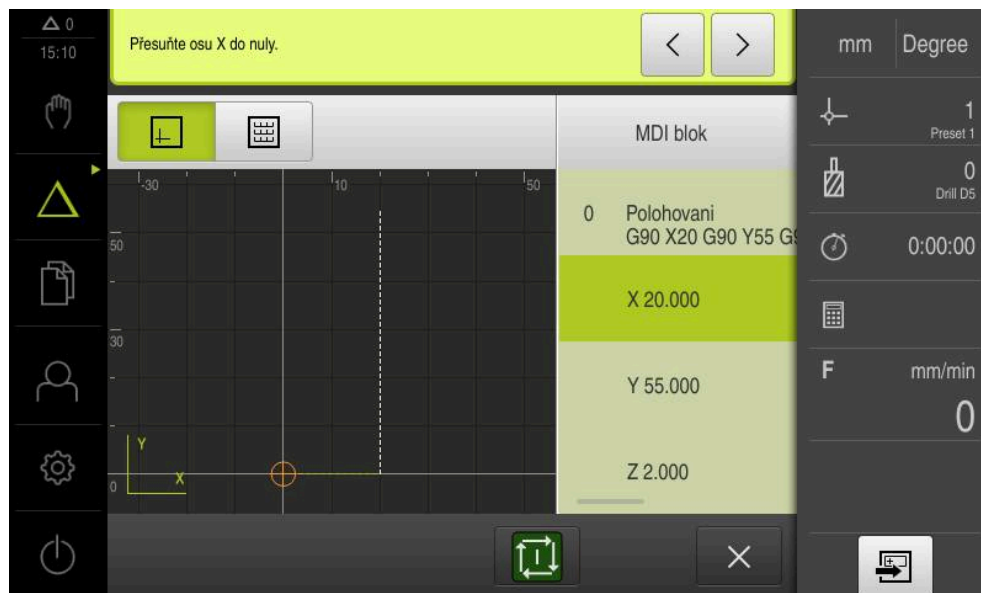 0
15:10
Přesuňte osu X do nuly.
mm Degree
1
Preset 1
0
Drill D5
0:00:00
F mm/min
0
MDI blok
0 Polohovani
G90 X20 G90 Y55
X 20.000
Y 55.000
Z 2.000
-30 10 50
50
30
0
Y
X